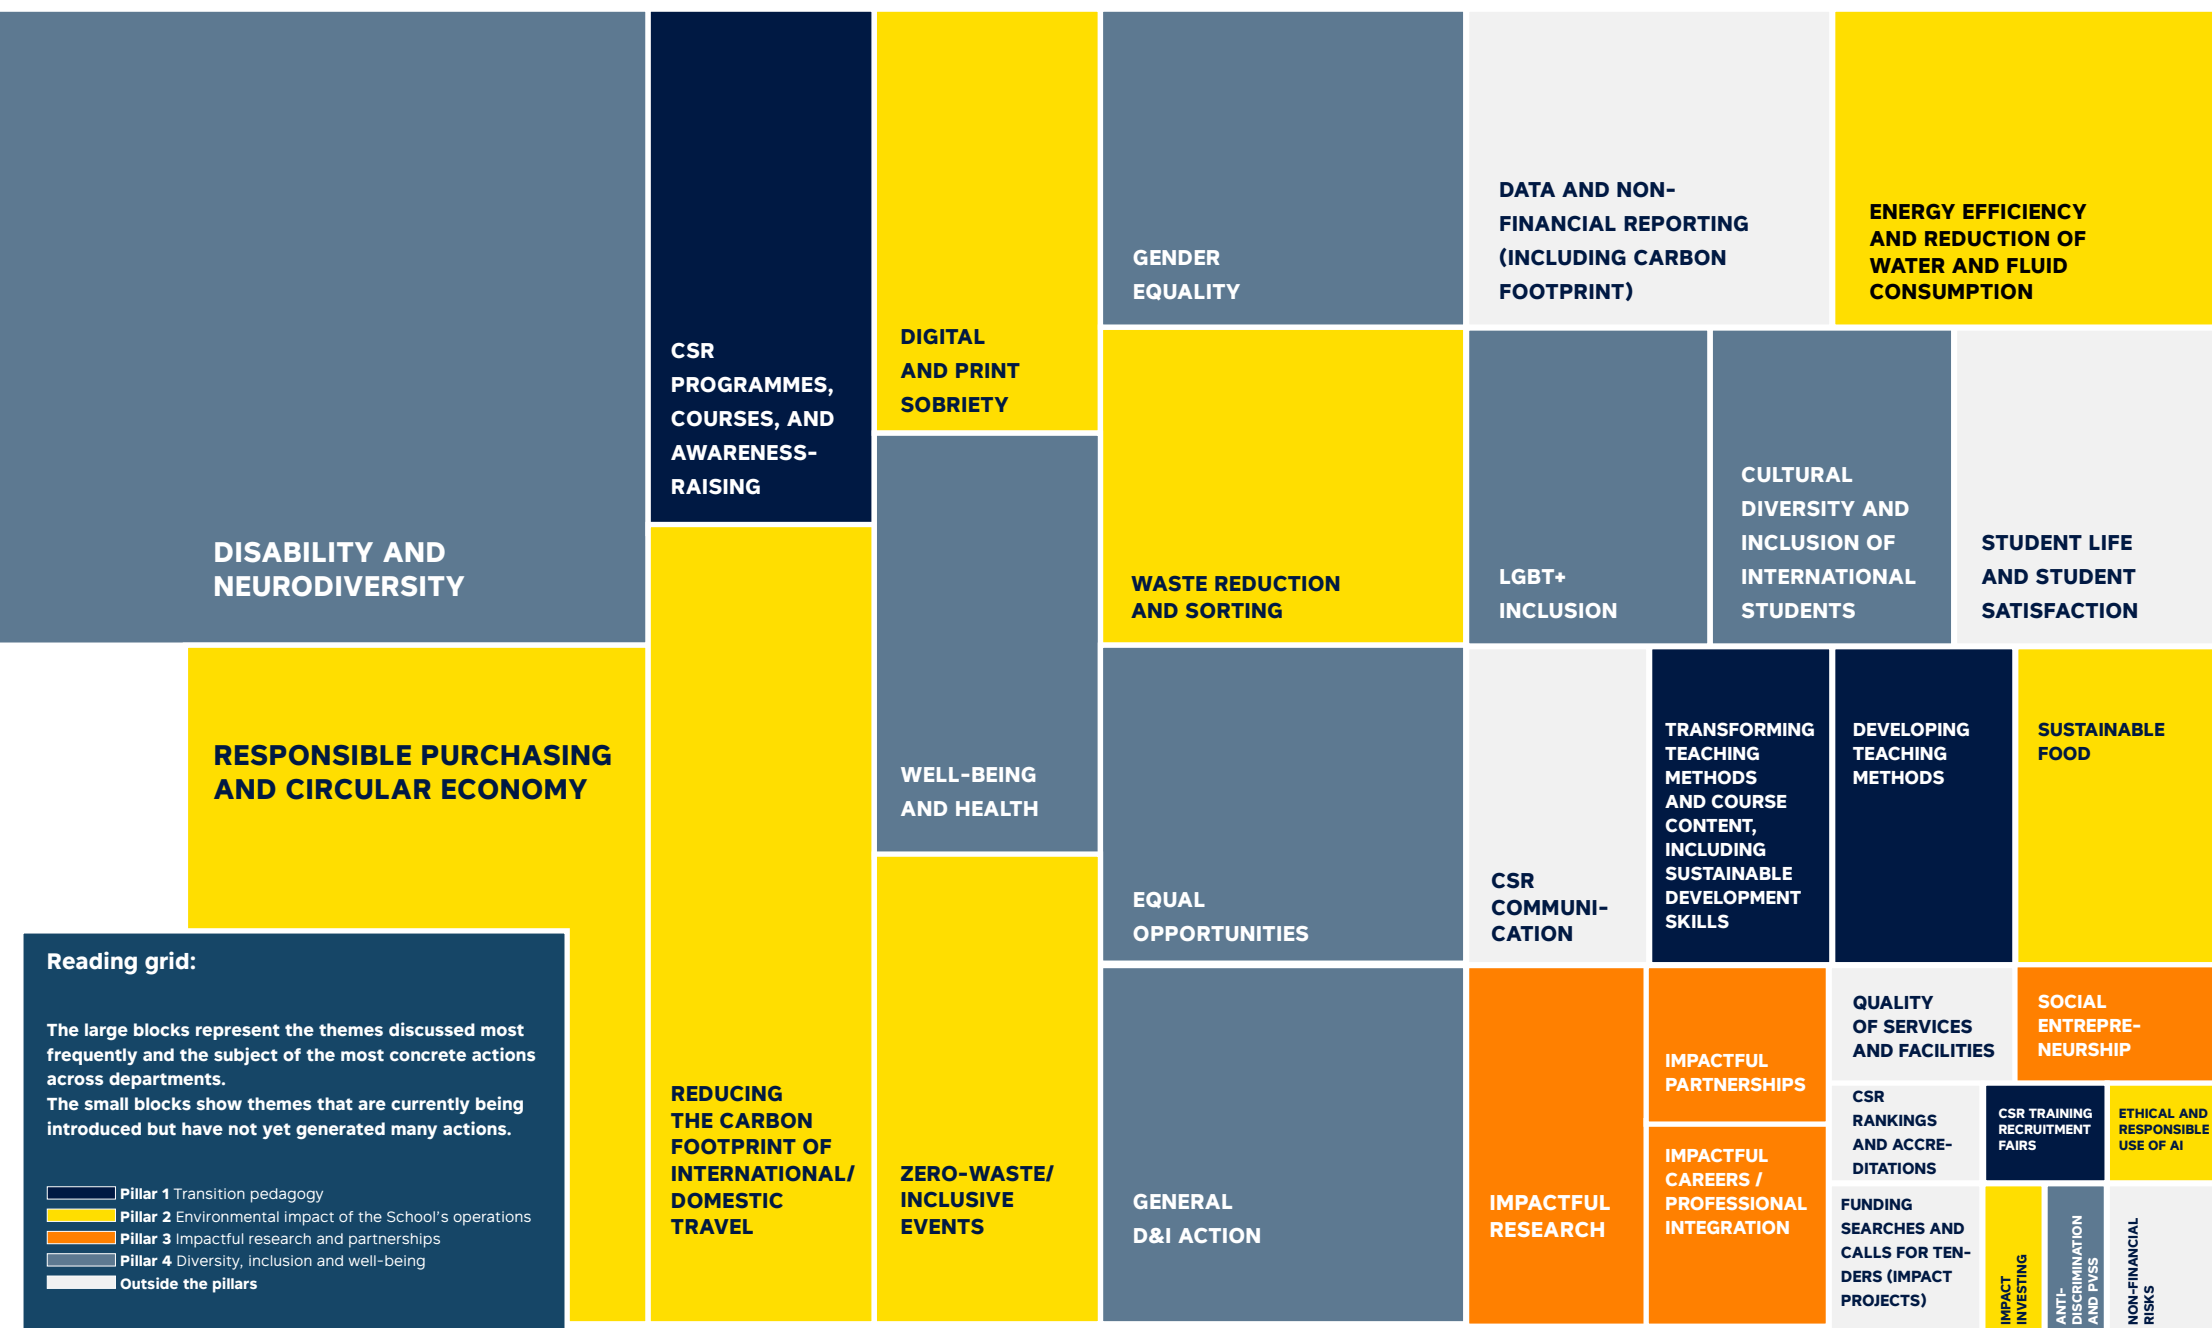 DISABILITY AND
NEURODIVERSITY
RESPONSIBLE PURCHASING
AND CIRCULAR ECONOMY
CSR
PROGRAMMES,
COURSES, AND
AWARENESS-
RAISING
REDUCING
THE CARBON
FOOTPRINT OF
INTERNATIONAL/
DOMESTIC
TRAVEL
DIGITAL
AND PRINT
SOBRIETY
WELL-BEING
AND HEALTH
ZERO-WASTE/
INCLUSIVE
EVENTS
GENDER
EQUALITY
WASTE REDUCTION
AND SORTING
EQUAL
OPPORTUNITIES
GENERAL
D&I ACTION
DATA AND NON-
FINANCIAL REPORTING
(INCLUDING CARBON
FOOTPRINT)
ENERGY EFFICIENCY
AND REDUCTION OF
WATER AND FLUID
CONSUMPTION
LGBT+
INCLUSION
CULTURAL
DIVERSITY AND
INCLUSION OF
INTERNATIONAL
STUDENTS
STUDENT LIFE
AND STUDENT
SATISFACTION
CSR
COMMUNI-
CATION
TRANSFORMING
TEACHING
METHODS
AND COURSE
CONTENT,
INCLUDING
SUSTAINABLE
DEVELOPMENT
SKILLS
DEVELOPING
TEACHING
METHODS
SUSTAINABLE
FOOD
IMPACTFUL
RESEARCH
IMPACTFUL
PARTNERSHIPS
IMPACTFUL
CAREERS /
PROFESSIONAL
INTEGRATION
QUALITY
OF SERVICES
AND FACILITIES
SOCIAL
ENTREPRE-
NEURSHIP
CSR
RANKINGS
AND ACCRE-
DITATIONS
CSR TRAINING
RECRUITMENT
FAIRS
ETHICAL AND
RESPONSIBLE
USE OF AI
FUNDING
SEARCHES AND
CALLS FOR TEN-
DERS (IMPACT
PROJECTS)
IMPACT
INVESTING
ANTI-
DISCRIMINATION
AND PVSS
NON-FINANCIAL
RISKS
Reading grid:
The large blocks represent the themes discussed most
frequently and the subject of the most concrete actions
across departments.
The small blocks show themes that are currently being
introduced but have not yet generated many actions.
Pillar 1 Transition pedagogy
Pillar 2 Environmental impact of the School's operations
Pillar 3 Impactful research and partnerships
Pillar 4 Diversity, inclusion and well-being
Outside the pillars